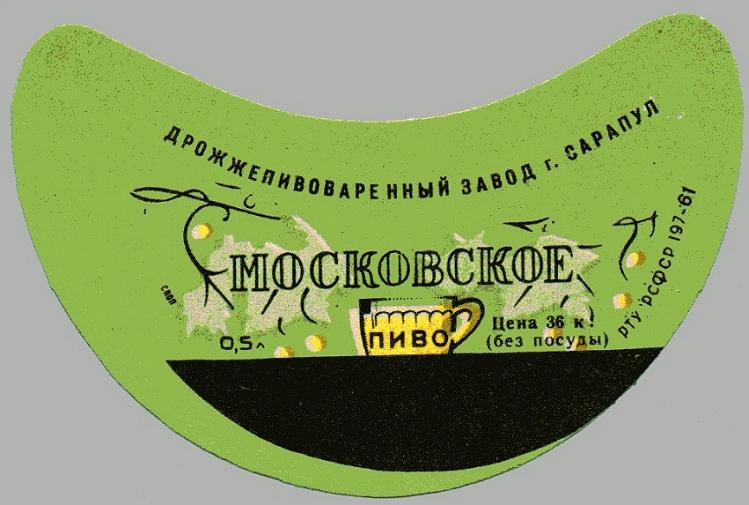 ДРОЖЖЕПИВОВАРЕННЫЙ ЗАВОД г. САРАПУЛ
МОСКОВСКОЕ
ПИВО
0,5л
Цена 36 к.
(без посуды)
РТУ РСФСР 197-61